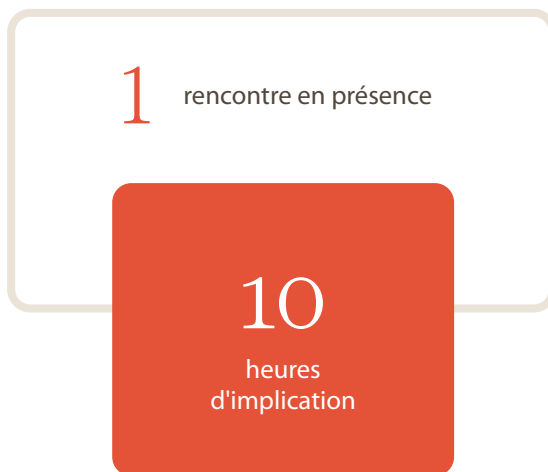 1 rencontre en présence
10
heures
d'implication